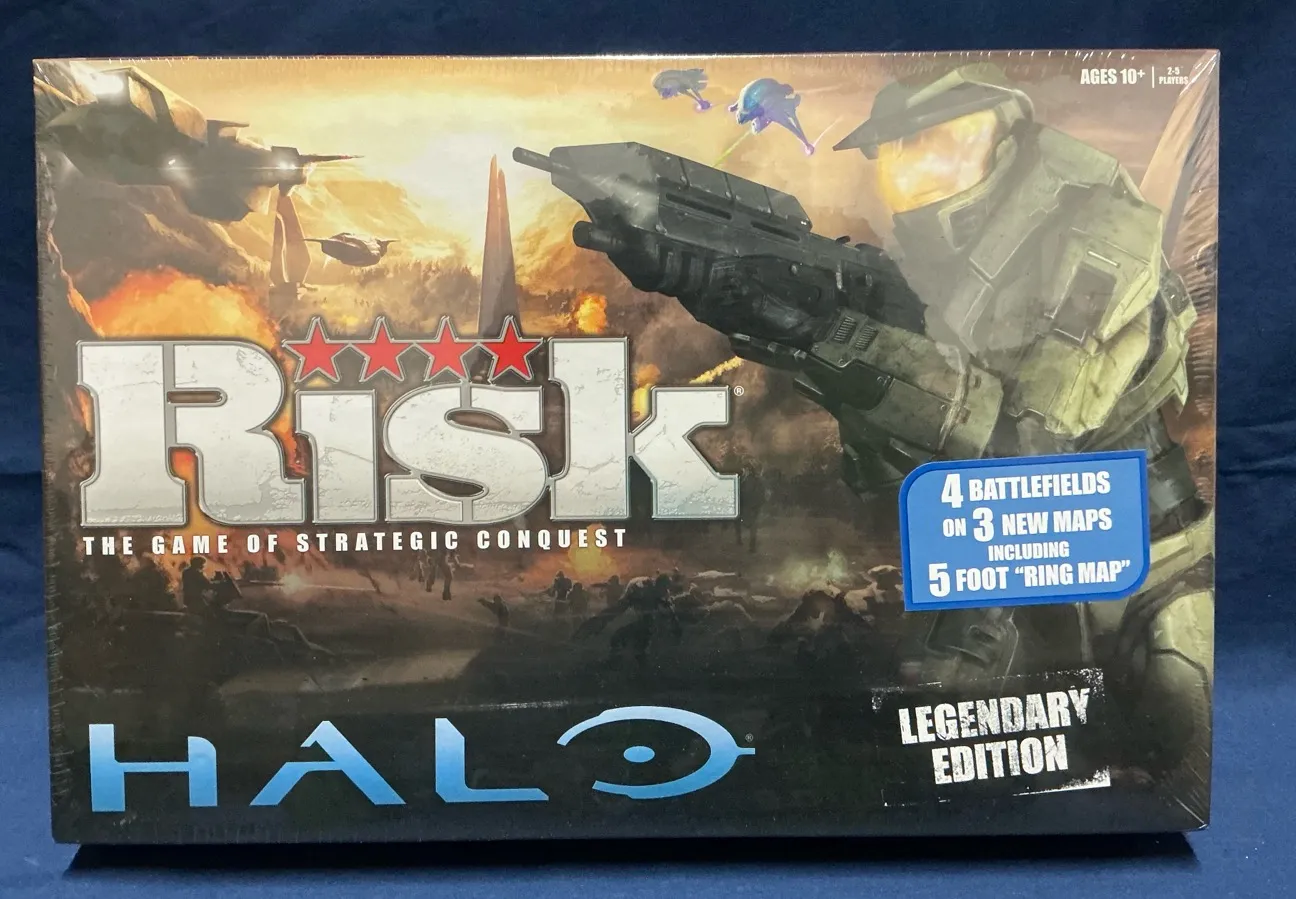 AGES 10+ | 2-5 PLAYERS
RISK®
THE GAME OF STRATEGIC CONQUEST
4 BATTLEFIELDS
ON 3 NEW MAPS
INCLUDING
5 FOOT “RING MAP”
LEGENDARY
EDITION
HALO®